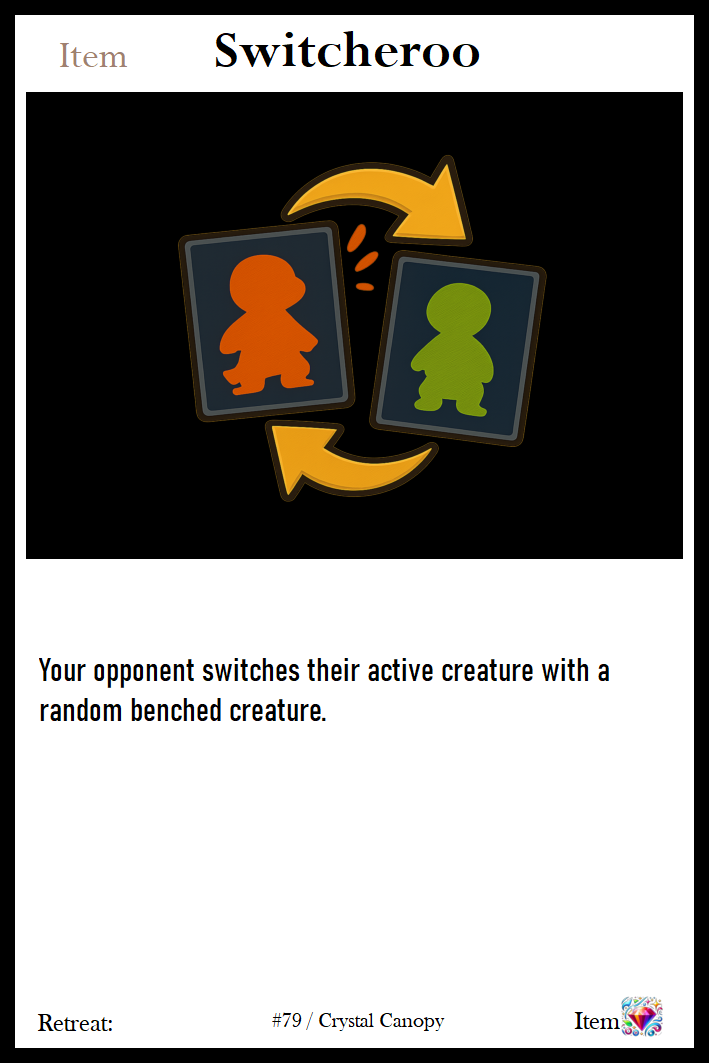 Item
Switcheroo
Your opponent switches their active creature with a
random benched creature.
Retreat:
#79 / Crystal Canopy
Item